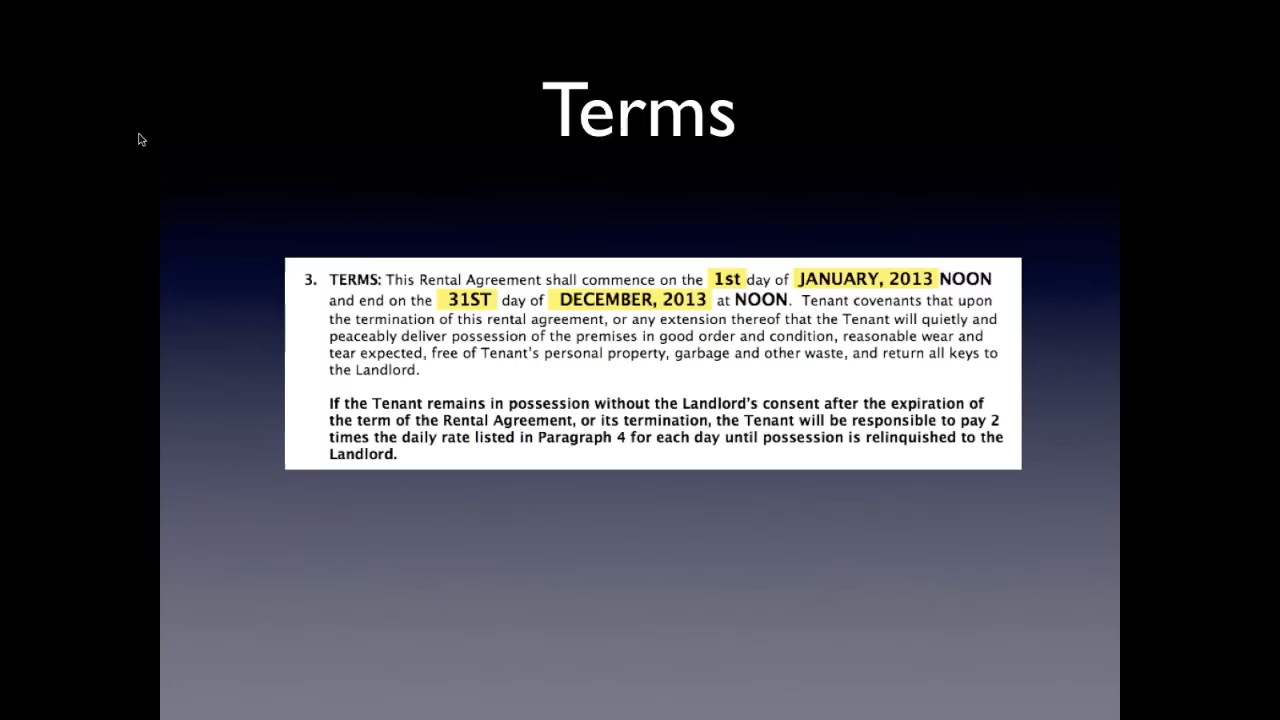 Terms
3. TERMS: This Rental Agreement shall commence on the 1st day of JANUARY, 2013 NOON
and end on the 31ST day of DECEMBER, 2013 at NOON. Tenant covenants that upon
the termination of this rental agreement, or any extension thereof that the Tenant will quietly and
peaceably deliver possession of the premises in good order and condition, reasonable wear and
tear expected, free of Tenant's personal property, garbage and other waste, and return all keys to
the Landlord.
If the Tenant remains in possession without the Landlord's consent after the expiration of
the term of the Rental Agreement, or its termination, the Tenant will be responsible to pay 2
times the daily rate listed in Paragraph 4 for each day until possession is relinquished to the
Landlord.